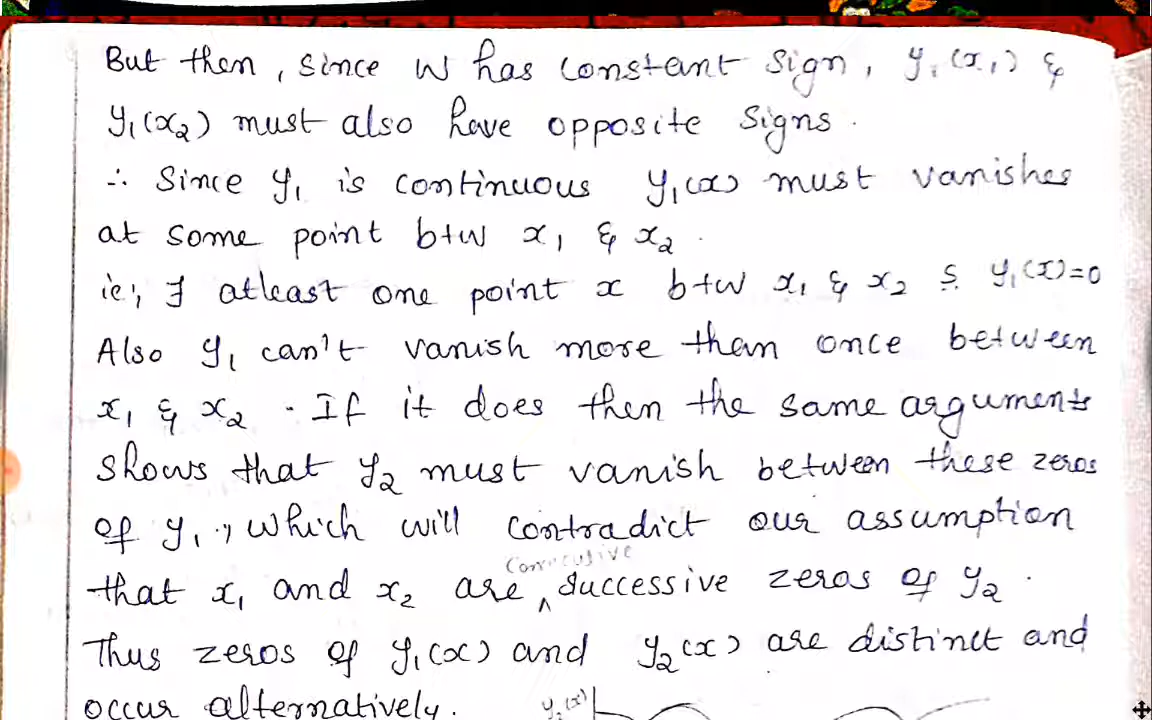 But then, since W has constant sign, y₁(x₁) &
y₁(x₂) must also have opposite signs.
∴ Since y₁ is continuous y₁(x) must vanishes
at some point btw x₁ & x₂.
ie:, ∃ atleast one point x btw x₁ & x₂ s. y₁(x)=0
Also y₁ can't vanish more than once between
x₁ & x₂. If it does then the same arguments
shows that y₂ must vanish between these zeros
of y₁, which will contradict our assumption
Consecutive
that x₁ and x₂ are ^ successive zeros of y₂.
Thus zeros of y₁(x) and y₂(x) are distinct and
occur alternatively.
y₂(x)